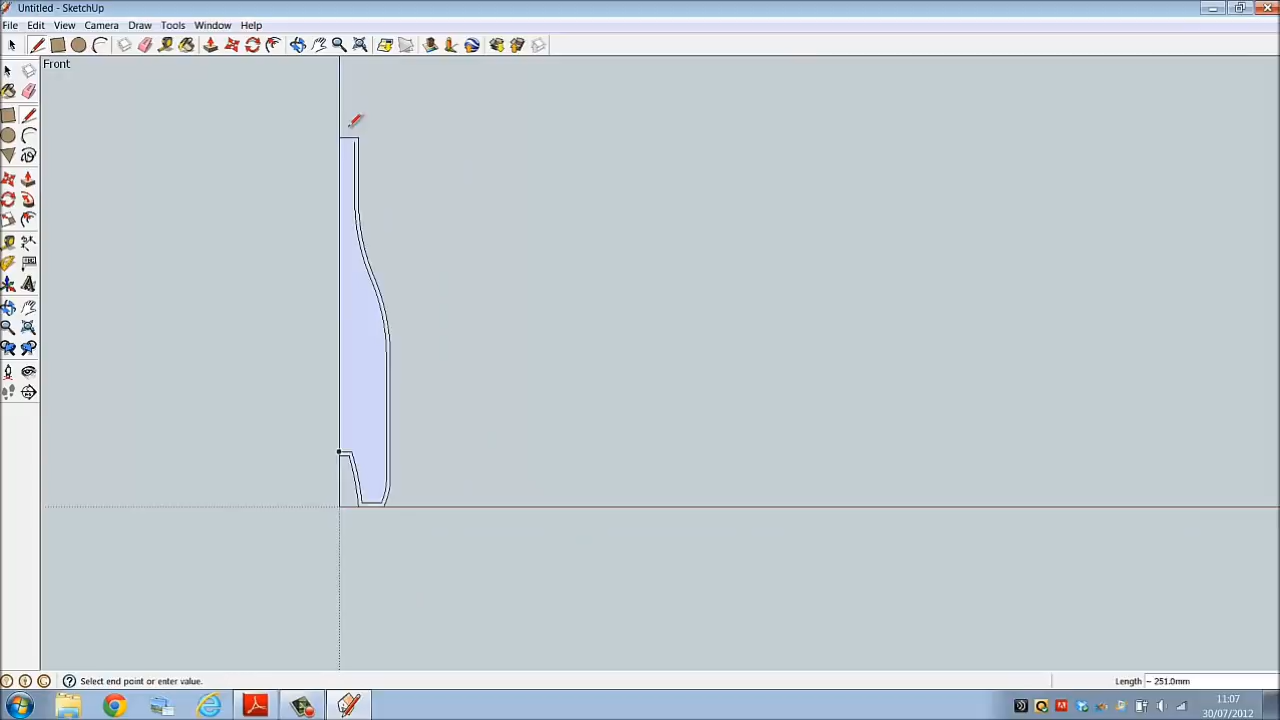 Untitled - SketchUp
File Edit View Camera Draw Tools Window Help
Front
Select end point or enter value.
Length ~ 251.0mm
11:07
30/07/2012